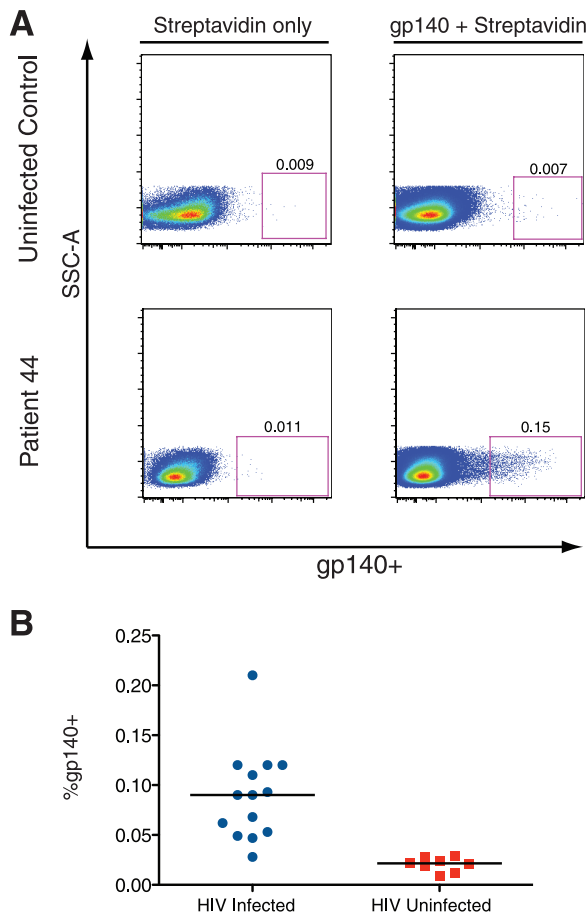 A
Streptavidin only
gp140 + Streptavidin
Uninfected Control
0.009
0.007
SSC-A
Patient 44
0.011
0.15
gp140+
B
0.25
0.20
0.15
0.10
0.05
0.00
%gp140+
HIV Infected
HIV Uninfected